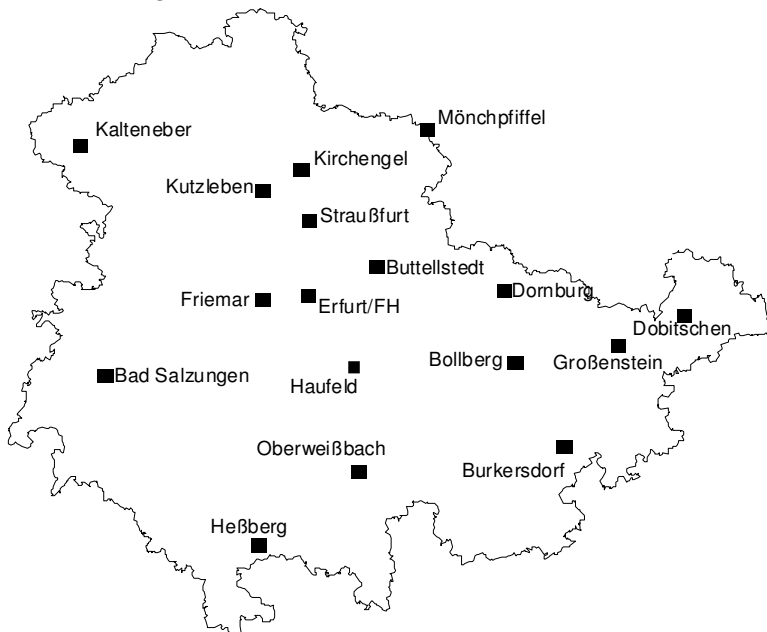 Mönchpfiffel
Kalteneber
Kirchengel
Kutzleben
Straußfurt
Buttellstedt
Dornburg
Friemar
Erfurt/FH
Dobitschen
Großenstein
Bollberg
Bad Salzungen
Haufeld
Oberweißbach
Burkersdorf
Heßberg